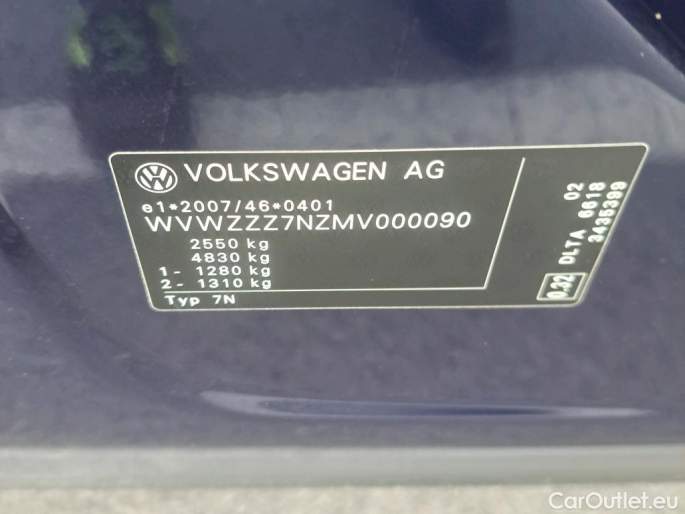 VOLKSWAGEN AG
e1*2007/46*0401
WVWZZZ7NZMV000090
2550 kg
4830 kg
1- 1280 kg
2- 1310 kg
Typ 7N
02
DLTA 6618
3435399
0.32
CarOutlet.eu